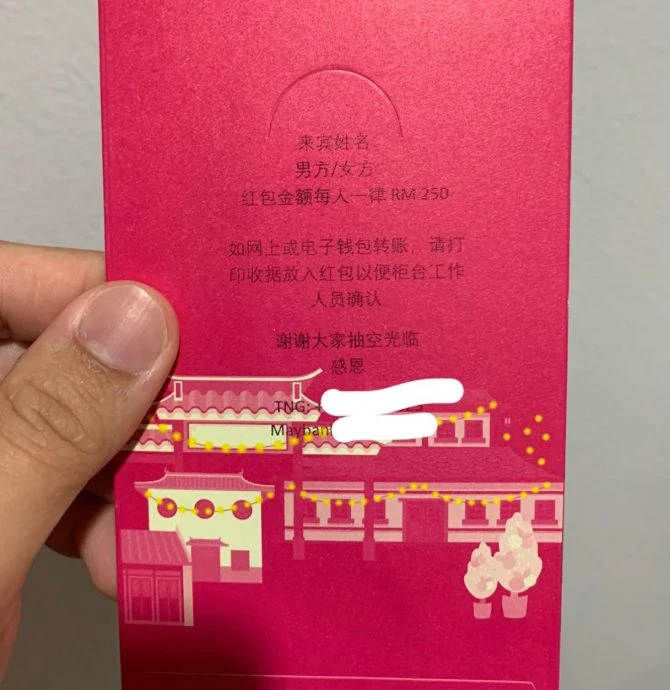 来宾姓名:
男方/女方:
红包金额每人一律 RM 250
如网上或电子钱包转账，请打
印收据放入红包以便柜台工作
人员确认
谢谢大家抽空光临
感恩
TNG:
Maybank